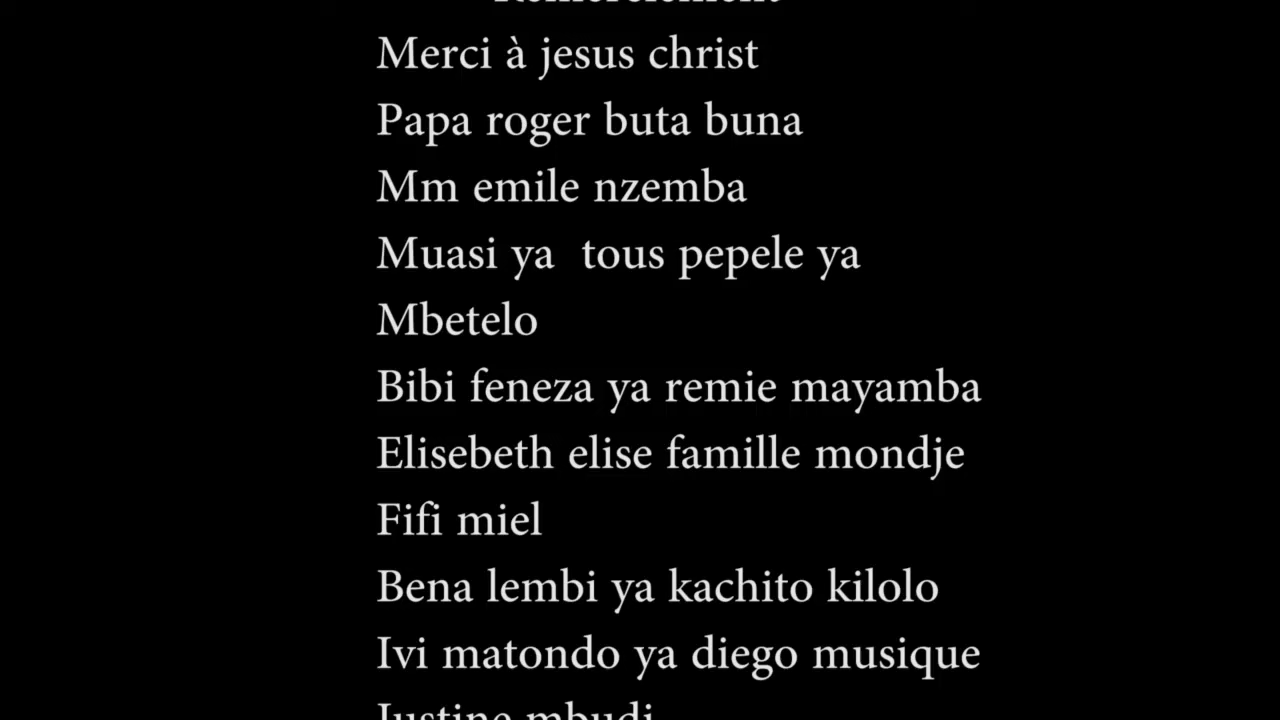 Merci à jesus christ
Papa roger buta buna
Mm emile nzemba
Muasi ya  tous pepele ya
Mbetelo
Bibi feneza ya remie mayamba
Elisebeth elise famille mondje
Fifi miel
Bena lembi ya kachito kilolo
Ivi matondo ya diego musique
Justine mbudi